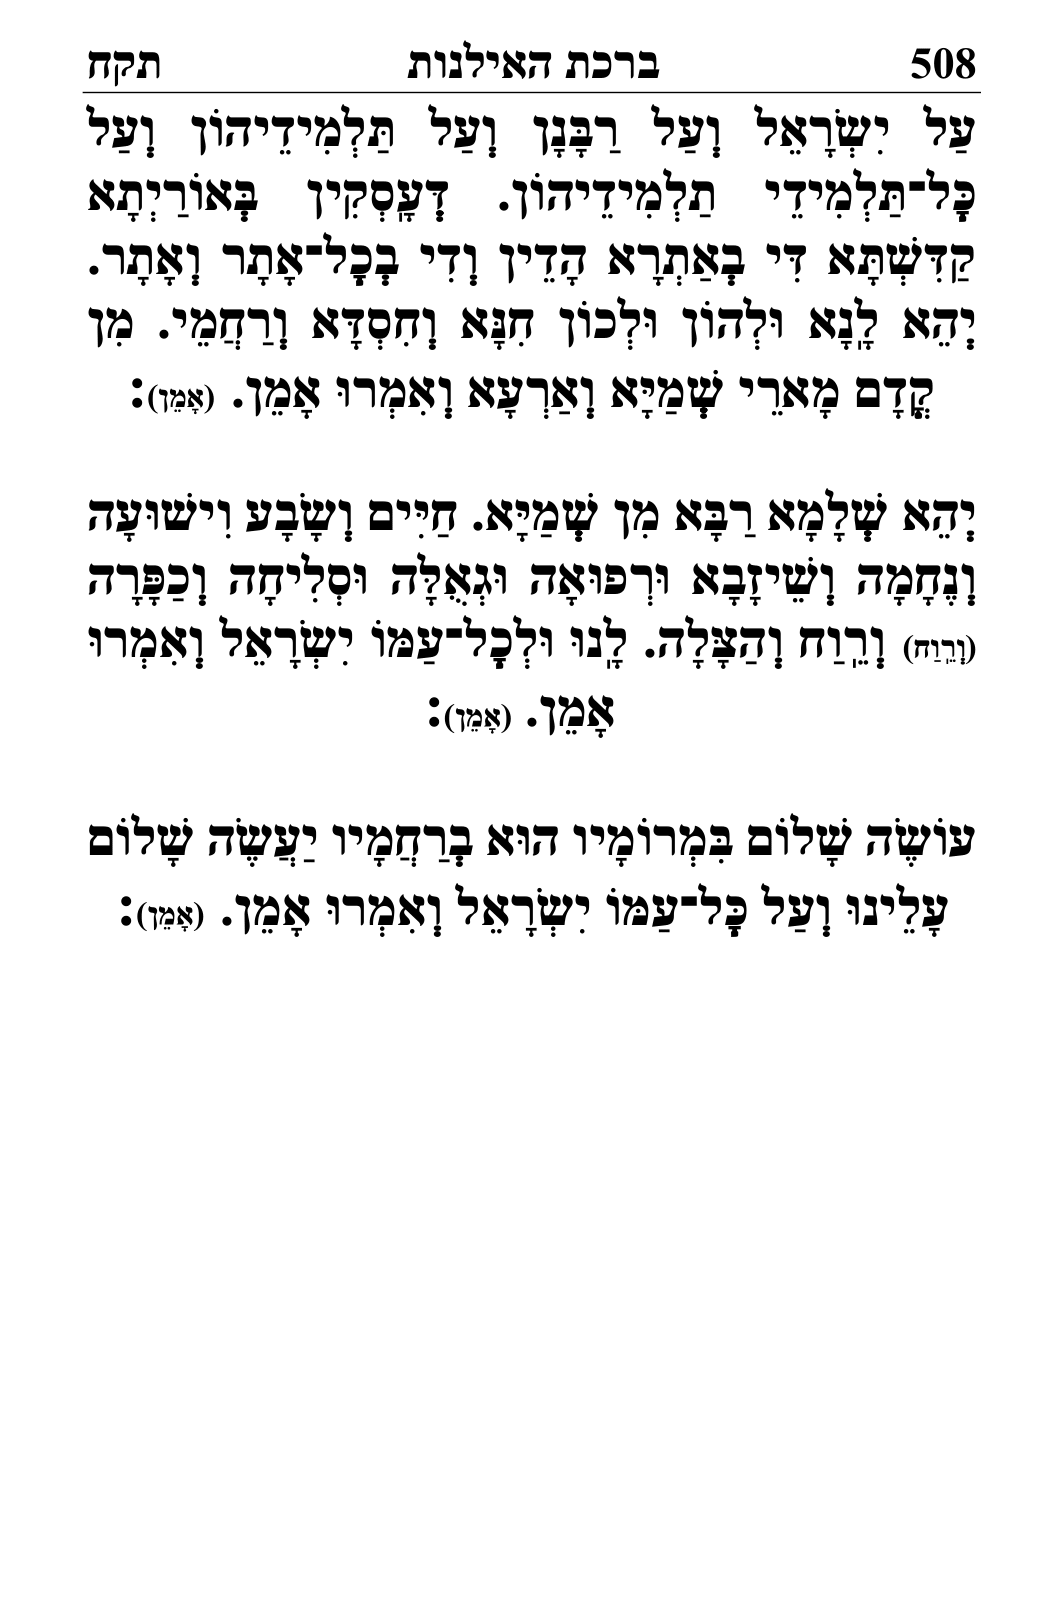 508 ברכת האילנות תקח
עַל יִשְׂרָאֵל וְעַל רַבָּנָן וְעַל תַּלְמִידֵיהוֹן וְעַל
כׇּל־תַּלְמִידֵי תַלְמִידֵיהוֹן. דְּעָסְקִין בְּאוֹרַיְתָא
קַדִּשְׁתָּא דִּי בְאַתְרָא הָדֵין וְדִי בְכׇל־אֲתָר וְאֲתָר.
יְהֵא לָנָא וּלְהוֹן וּלְכוֹן חִנָּא וְחִסְדָּא וְרַחֲמֵי. מִן
קֳדָם מָארֵי שְׁמַיָּא וְאַרְעָא וְאִמְרוּ אָמֵן. (אָמֵן):
יְהֵא שְׁלָמָא רַבָּא מִן שְׁמַיָּא. חַיִּים וְשָׂבָע וִישׁוּעָה
וְנֶחָמָה וְשֵׁיזָבָא וּרְפוּאָה וּגְאֻלָּה וּסְלִיחָה וְכַפָּרָה
(וְרֵוַח) וְרֵוַח וְהַצָּלָה. לָנוּ וּלְכׇל־עַמּוֹ יִשְׂרָאֵל וְאִמְרוּ
אָמֵן. (אָמֵן):
עוֹשֶׂה שָׁלוֹם בִּמְרוֹמָיו הוּא בְרַחֲמָיו יַעֲשֶׂה שָׁלוֹם
עָלֵינוּ וְעַל כׇּל־עַמּוֹ יִשְׂרָאֵל וְאִמְרוּ אָמֵן. (אָמֵן):